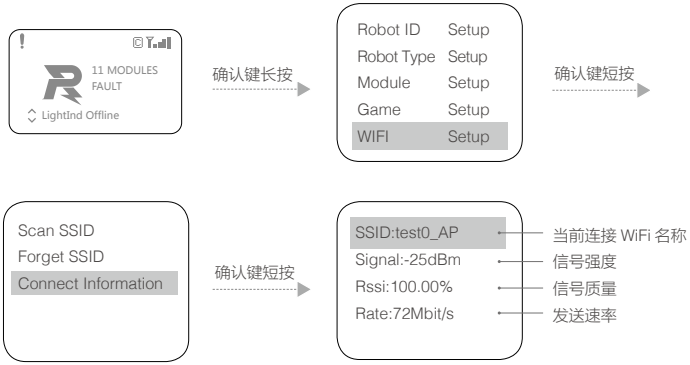 11 MODULES
FAULT
LightInd Offline
确认键长按
Robot ID Setup
Robot Type Setup
Module Setup
Game Setup
WIFI Setup
确认键短按
Scan SSID
Forget SSID
Connect Information
确认键短按
SSID:test0_AP
Signal:-25dBm
Rssi:100.00%
Rate:72Mbit/s
当前连接 WiFi 名称
信号强度
信号质量
发送速率